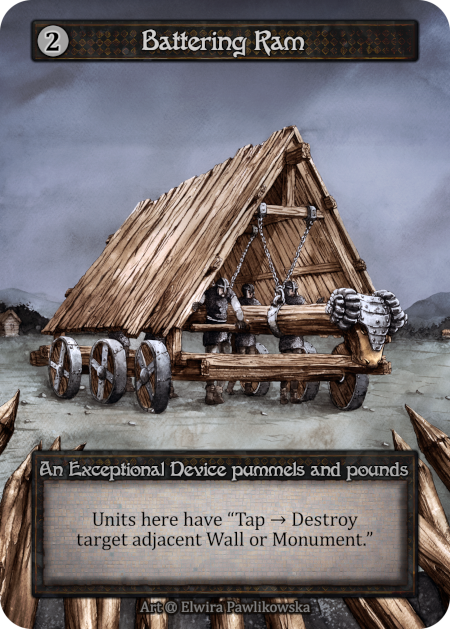 2
Battering Ram
An Exceptional Device pummels and pounds
Units here have “Tap → Destroy
target adjacent Wall or Monument.”
Art @ Elwira Pawlikowska